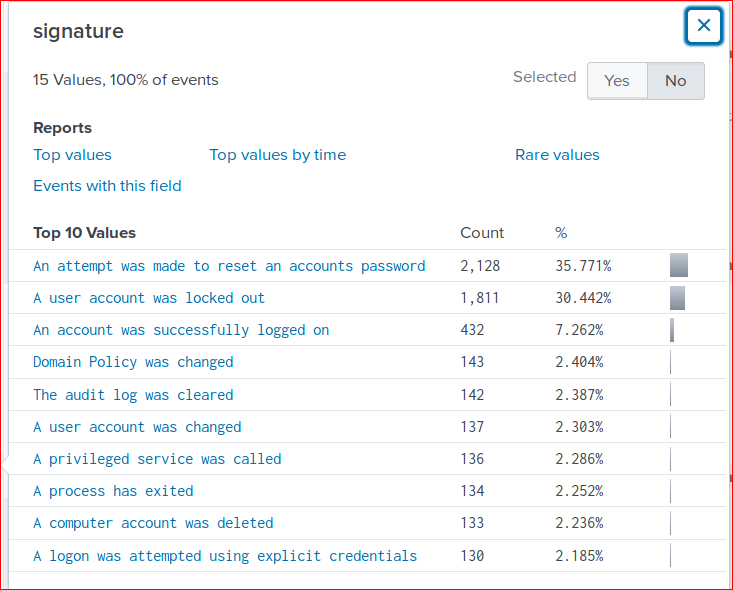 signature
15 Values, 100% of events
Selected Yes No
Reports
Top values Top values by time Rare values
Events with this field
Top 10 Values Count %
An attempt was made to reset an accounts password 2,128 35.771%
A user account was locked out 1,811 30.442%
An account was successfully logged on 432 7.262%
Domain Policy was changed 143 2.404%
The audit log was cleared 142 2.387%
A user account was changed 137 2.303%
A privileged service was called 136 2.286%
A process has exited 134 2.252%
A computer account was deleted 133 2.236%
A logon was attempted using explicit credentials 130 2.185%